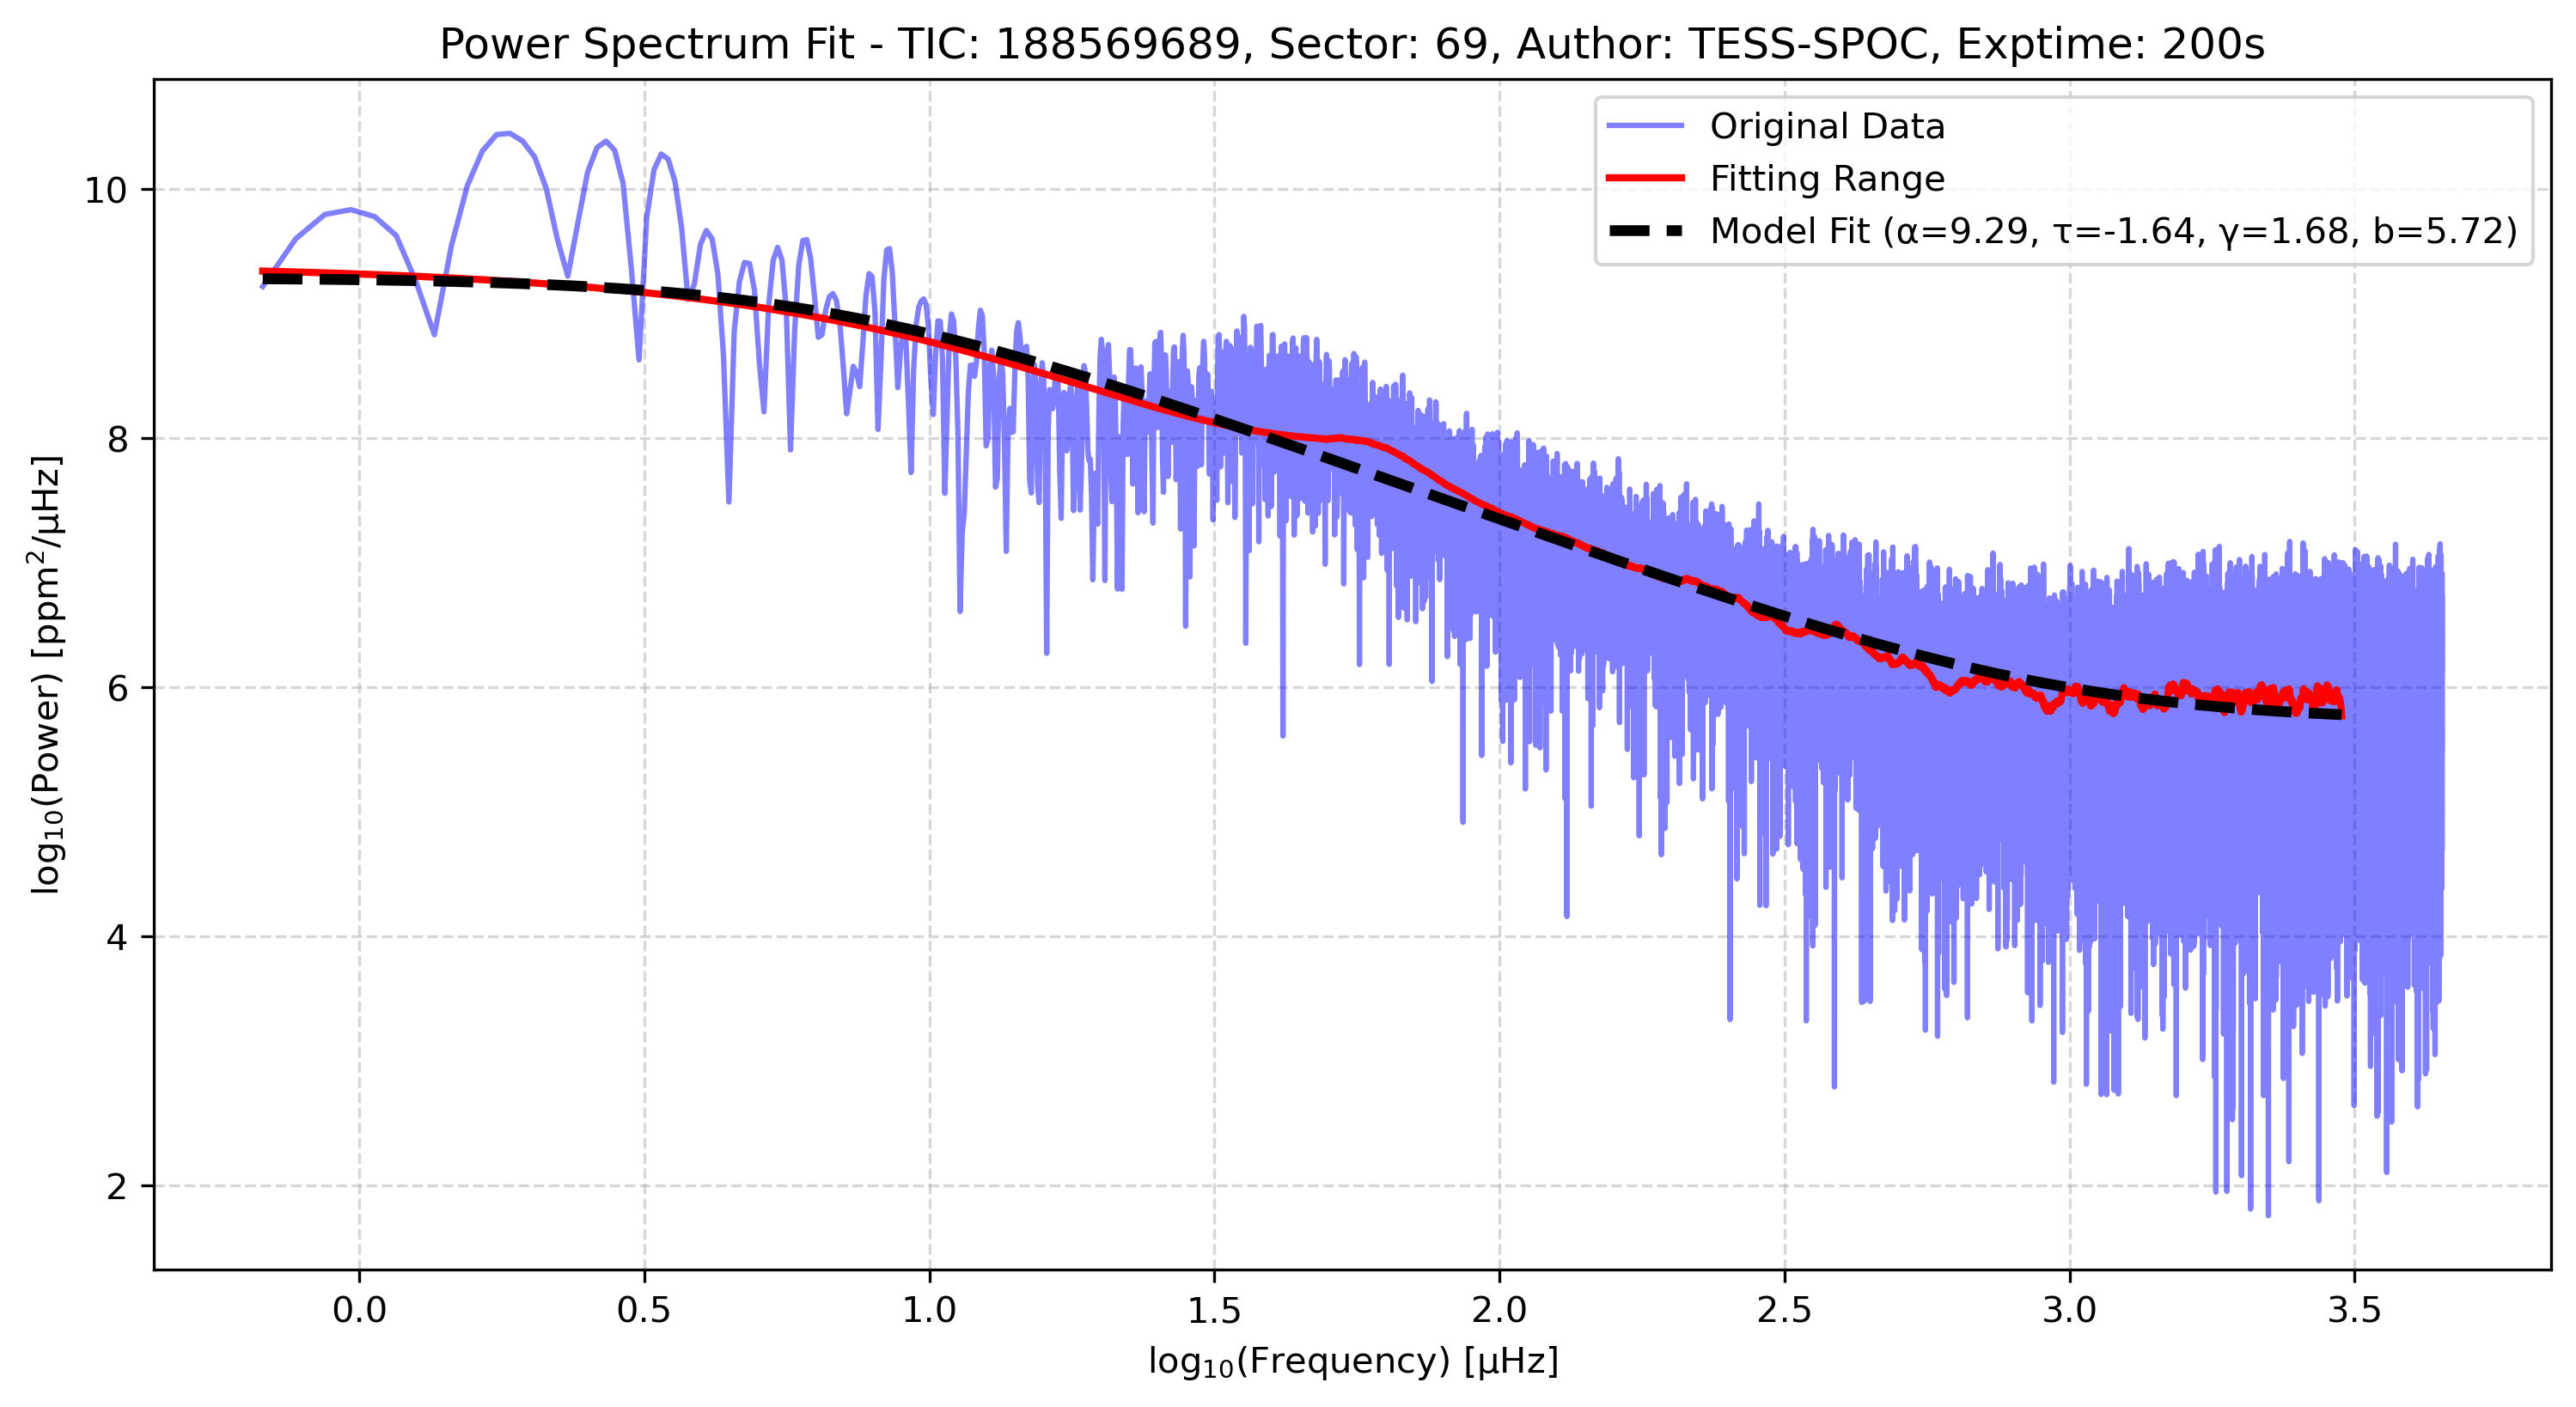 Power Spectrum Fit - TIC: 188569689, Sector: 69, Author: TESS-SPOC, Exptime: 200s
Original Data
Fitting Range
Model Fit (α=9.29, τ=-1.64, γ=1.68, b=5.72)
log₁₀(Power) [ppm²/μHz]
10
8
6
4
2
0.0 0.5 1.0 1.5 2.0 2.5 3.0 3.5
log₁₀(Frequency) [μHz]